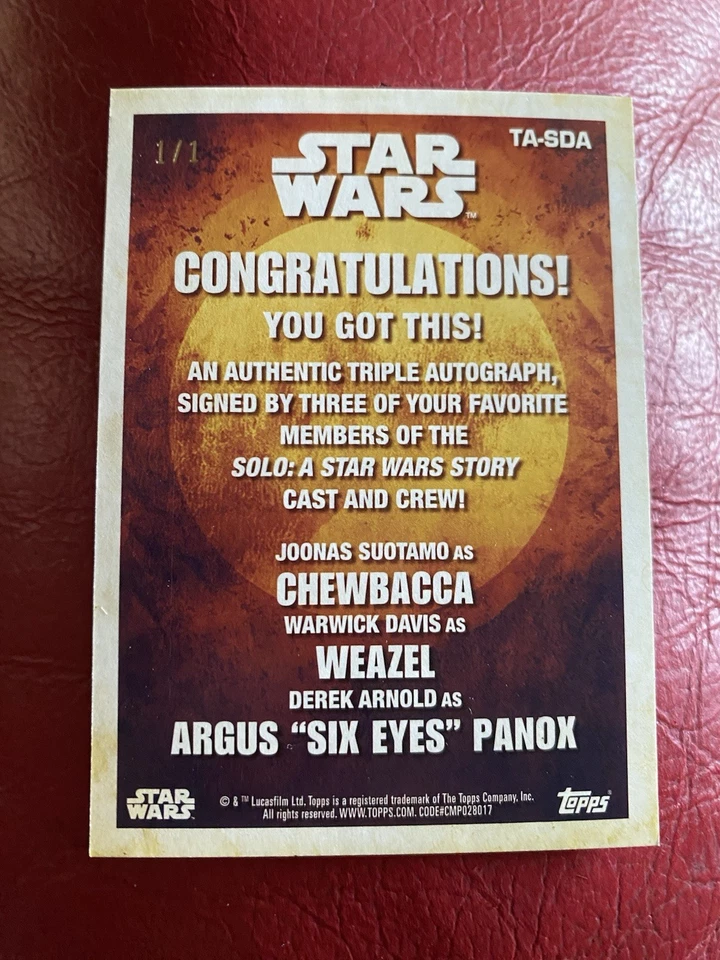 1/1
TA-SDA
STAR
WARS™
CONGRATULATIONS!
YOU GOT THIS!
AN AUTHENTIC TRIPLE AUTOGRAPH,
SIGNED BY THREE OF YOUR FAVORITE
MEMBERS OF THE
SOLO: A STAR WARS STORY
CAST AND CREW!
JOONAS SUOTAMO AS
CHEWBACCA
WARWICK DAVIS AS
WEAZEL
DEREK ARNOLD AS
ARGUS “SIX EYES” PANOX
STAR
WARS
© & ™ Lucasfilm Ltd. Topps is a registered trademark of The Topps Company, Inc.
All rights reserved. WWW.TOPPS.COM. CODE#CMP028017
topps®